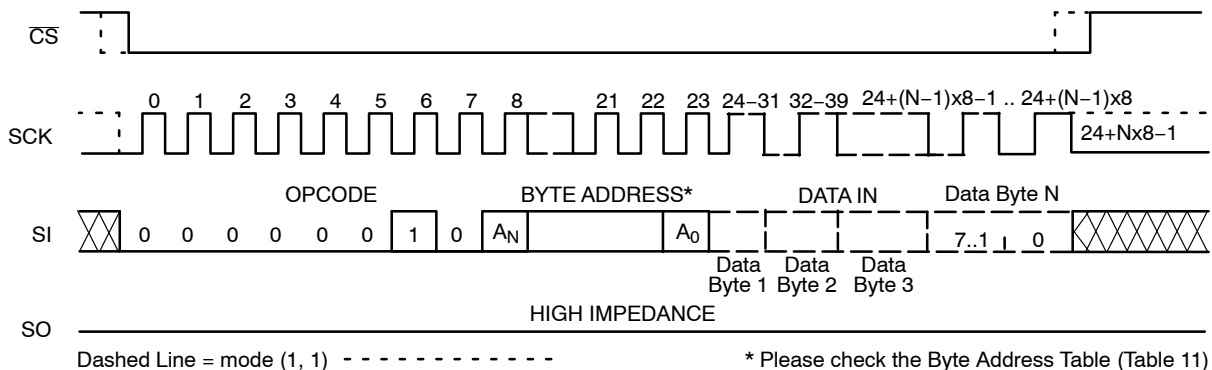 CS
0 1 2 3 4 5 6 7 8 21 22 23 24−31 32−39 24+(N−1)x8−1 .. 24+(N−1)x8
SCK
24+Nx8−1
OPCODE BYTE ADDRESS* DATA IN Data Byte N
SI 0 0 0 0 0 0 1 0 AN A0 7..1 0
Data Byte 1 Data Byte 2 Data Byte 3
HIGH IMPEDANCE
SO
Dashed Line = mode (1, 1) * Please check the Byte Address Table (Table 11)